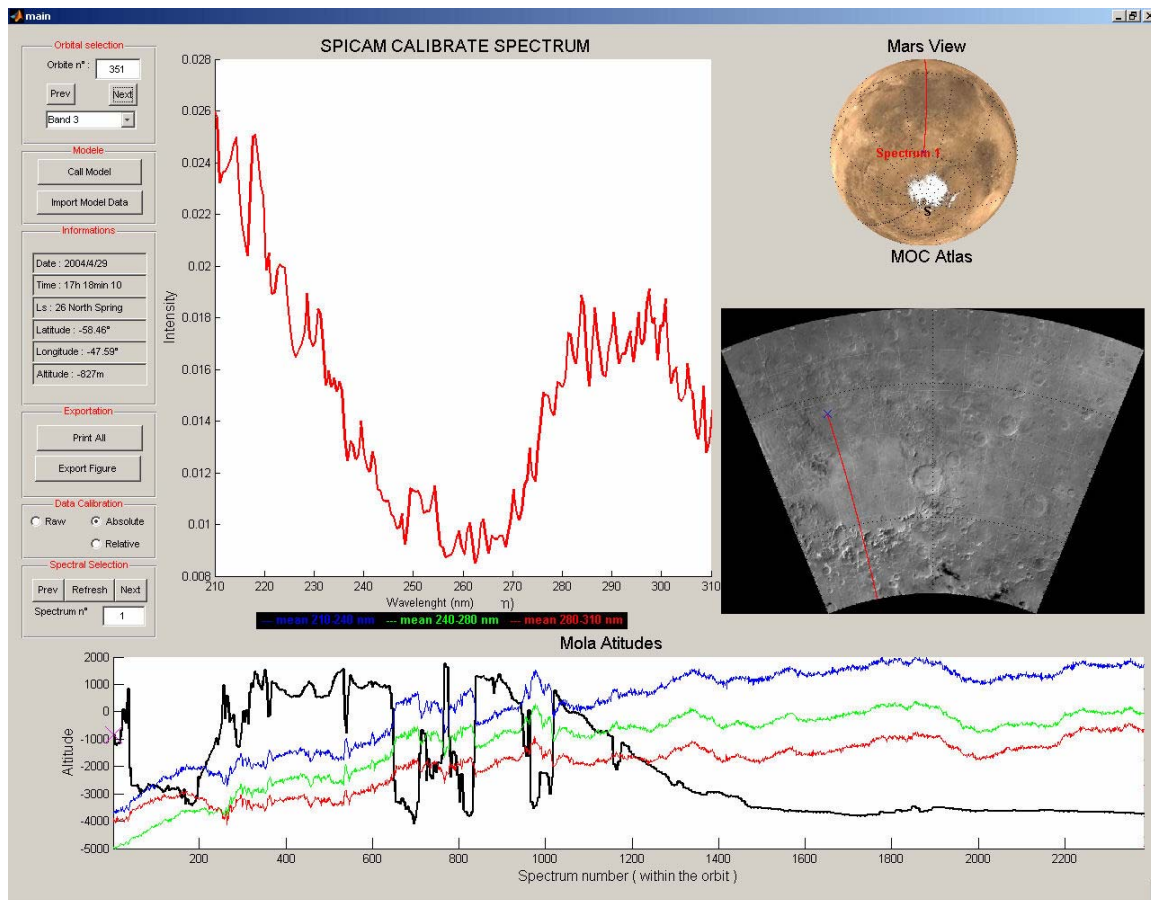 main
Orbital selection
Orbite n° : 351
Prev Next
Band 3
Modele
Call Model
Import Model Data
Informations
Date : 2004/4/29
Time : 17h 18min 10
Ls : 26 North Spring
Latitude : -58.46°
Longitude : -47.59°
Altitude : -827m
Exportation
Print All
Export Figure
Data Calibration
Raw Absolute
Relative
Spectral Selection
Prev Refresh Next
Spectrum n° 1
SPICAM CALIBRATE SPECTRUM
0.028
0.026
0.024
0.022
0.02
0.018
0.016
0.014
0.012
0.01
0.008
Intensity
210 220 230 240 250 260 270 280 290 300 310
Wavelenght (nm) n)
--- mean 210-240 nm --- mean 240-280 nm --- mean 280-310 nm
Mars View
Spectrum 1
S
MOC Atlas
Mola Atitudes
2000
1000
0
-1000
-2000
-3000
-4000
-5000
Altitude
200 400 600 800 1000 1200 1400 1600 1800 2000 2200
Spectrum number ( within the orbit )